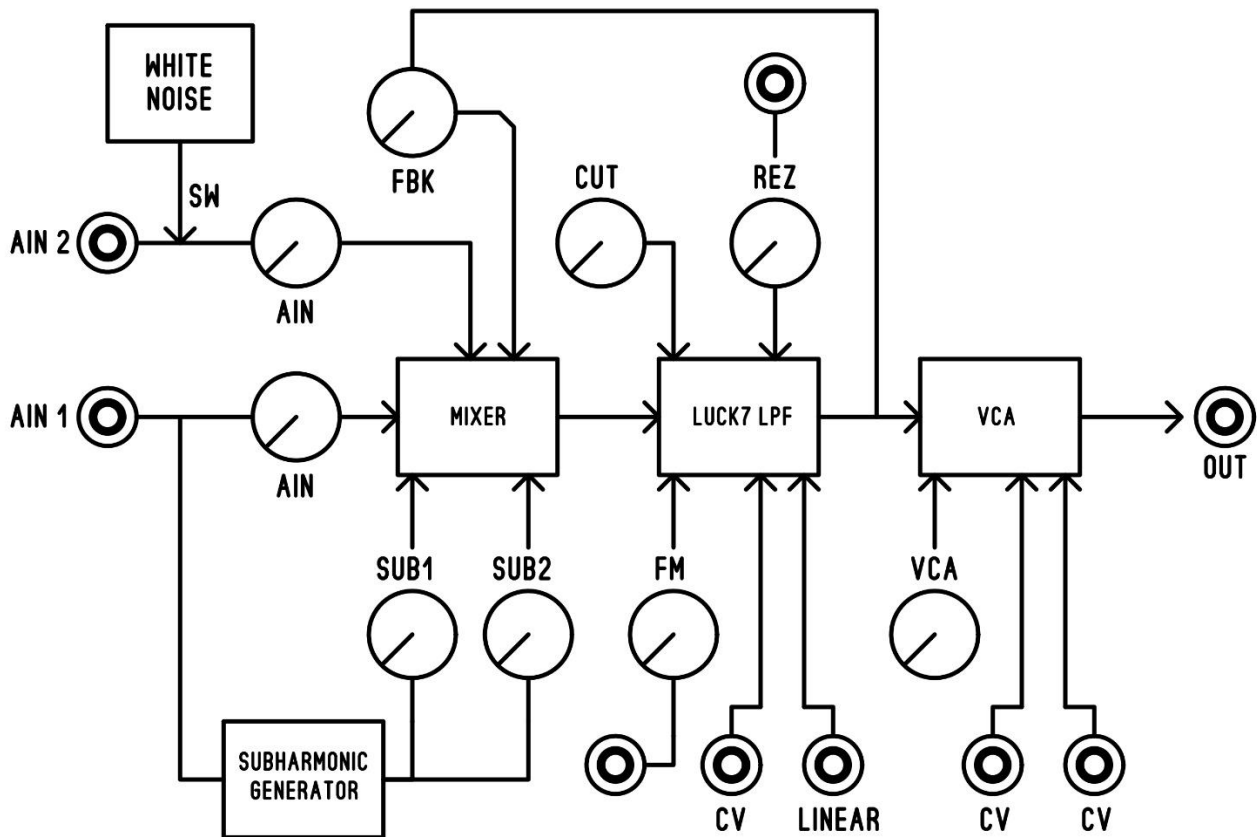 WHITE
NOISE
FBK
SW
CUT
REZ
AIN 2
AIN
AIN 1
AIN
MIXER
LUCK7 LPF
VCA
OUT
SUB1
SUB2
FM
VCA
SUBHARMONIC
GENERATOR
CV
LINEAR
CV
CV